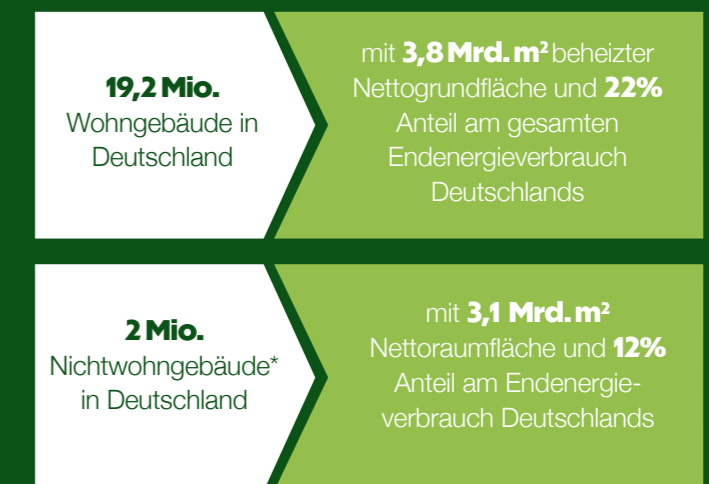 19,2 Mio.
Wohngebäude in
Deutschland
mit 3,8 Mrd. m² beheizter
Nettogrundfläche und 22%
Anteil am gesamten
Endenergieverbrauch
Deutschlands
2 Mio.
Nichtwohngebäude*
in Deutschland
mit 3,1 Mrd. m²
Nettoraumfläche und 12%
Anteil am Endenergie-
verbrauch Deutschlands